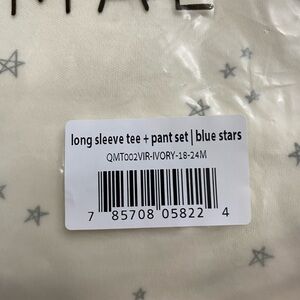 long sleeve tee + pant set | blue stars
QMT002VIR-IVORY-18-24M
7 85708 05822 4